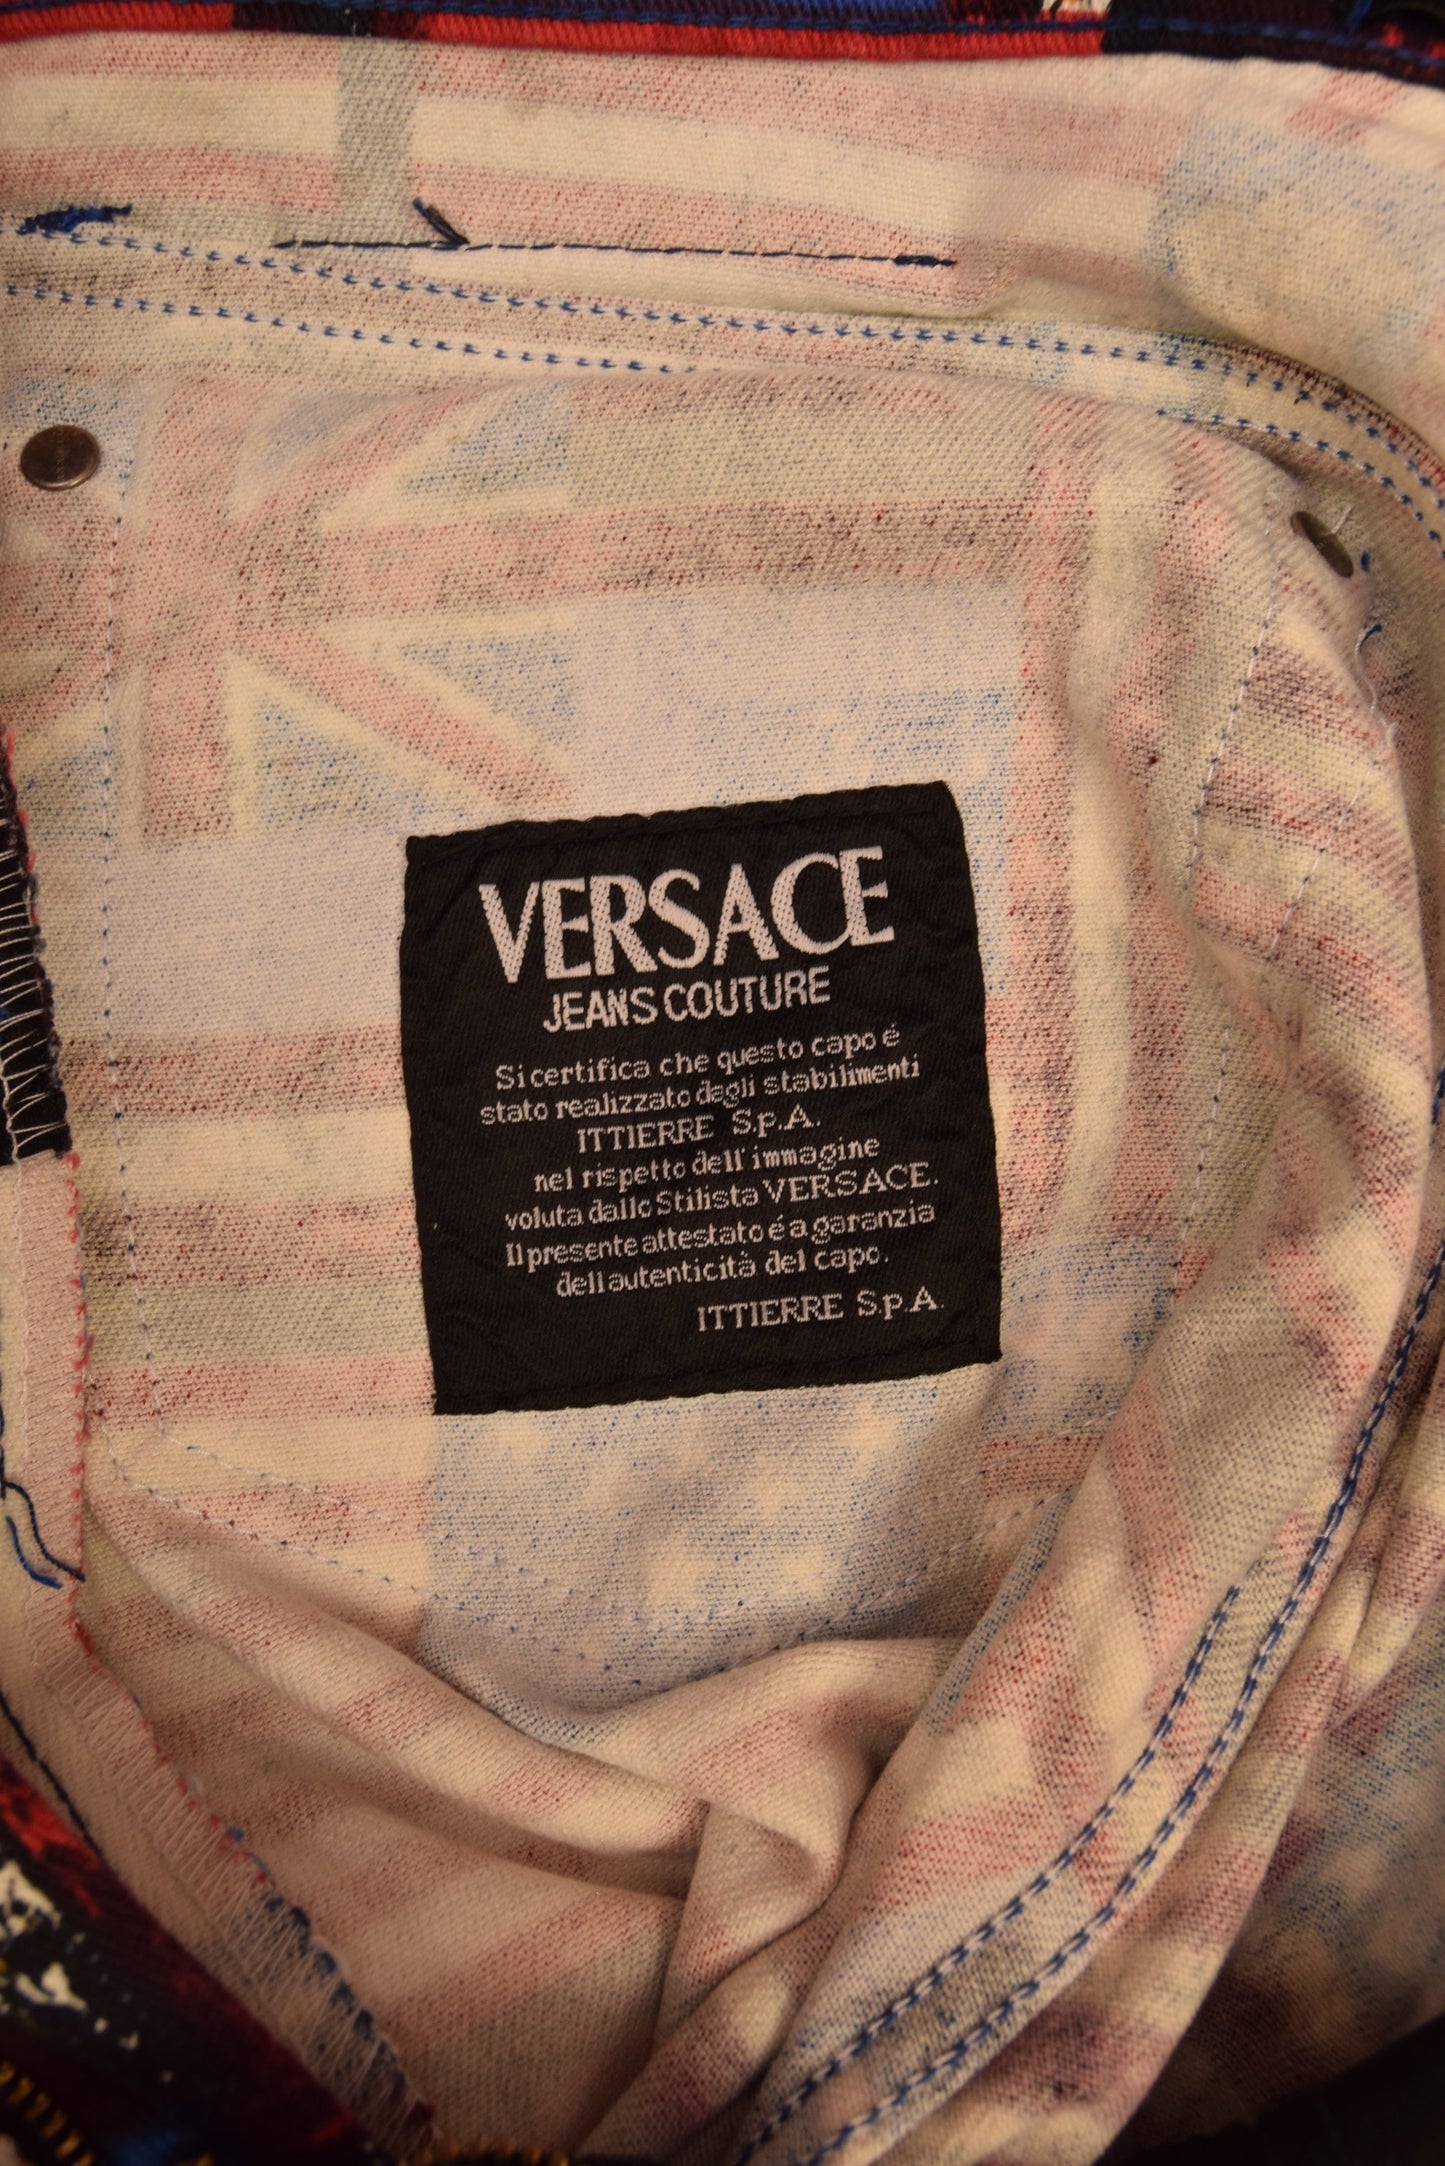 VERSACE
JEANS COUTURE
Si certifica che questo capo é
stato realizzato dagli stabilimenti
ITTIERRE S.p.A.
nel rispetto dell'immagine
voluta dallo Stilista VERSACE.
Il presente attestato é a garanzia
dell autenticità del capo.
ITTIERRE S.p.A.